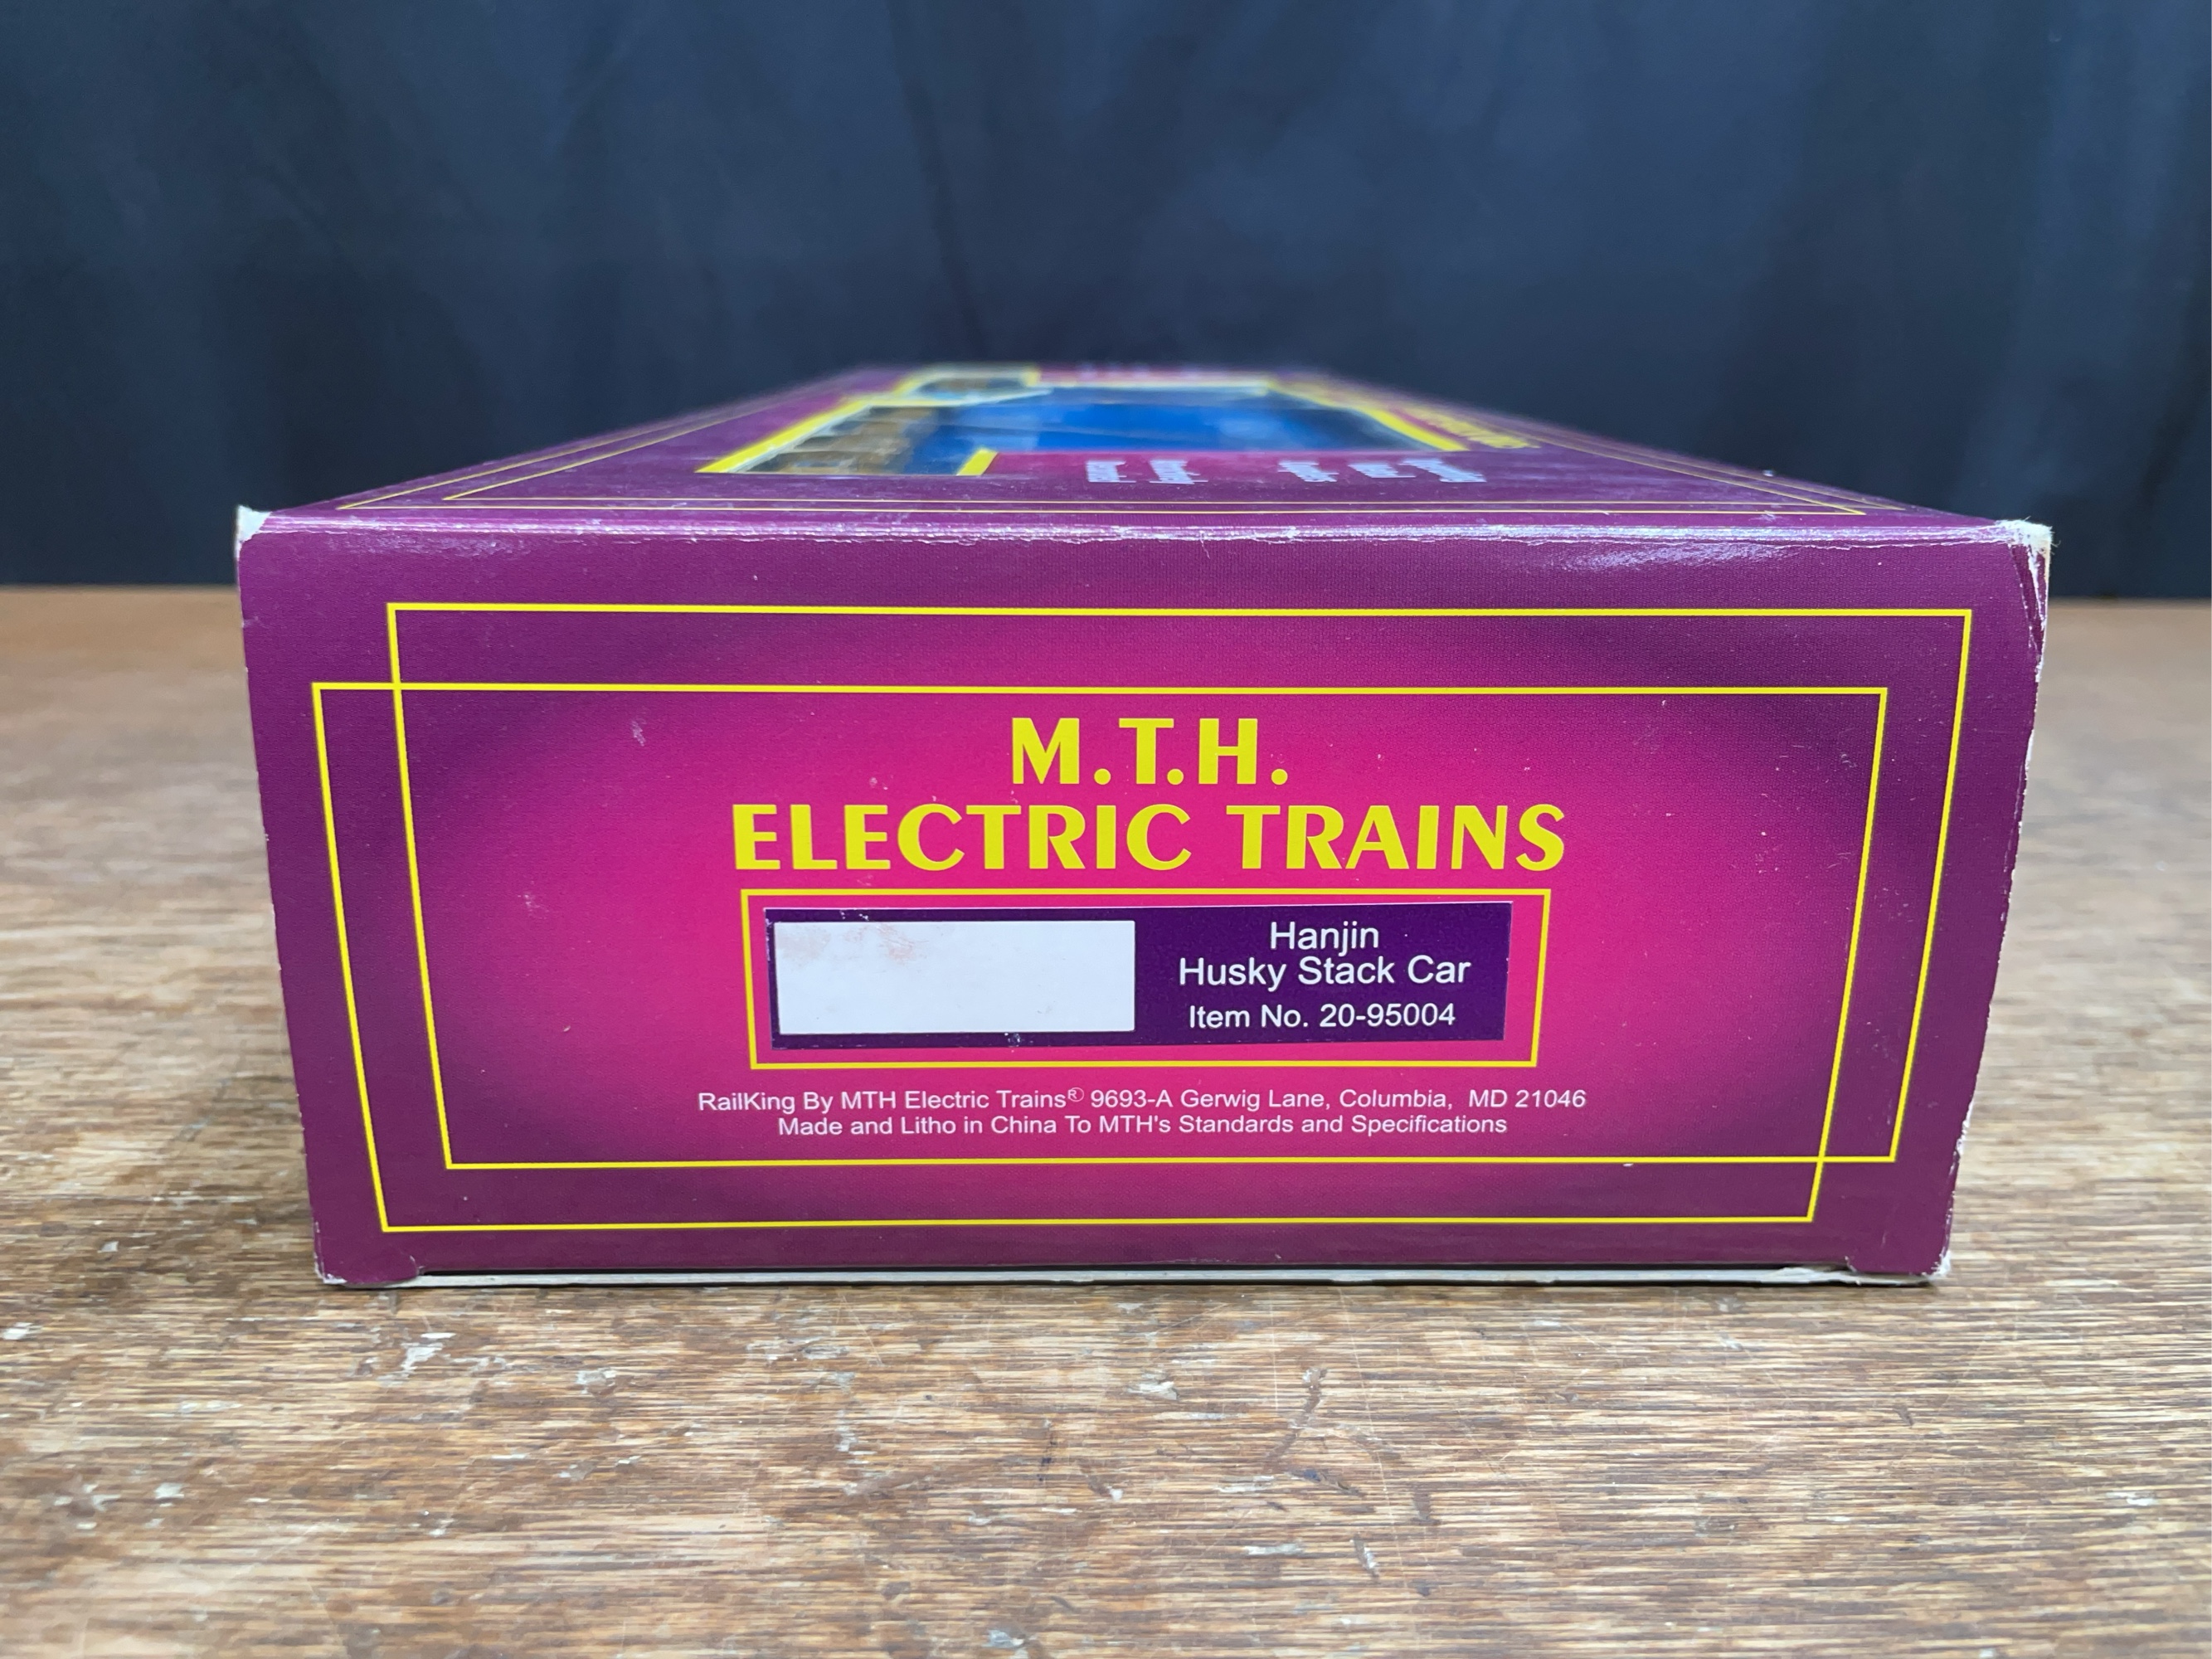 M.T.H.
ELECTRIC TRAINS
Hanjin
Husky Stack Car
Item No. 20-95004
RailKing By MTH Electric Trains® 9693-A Gerwig Lane, Columbia, MD 21046
Made and Litho in China To MTH's Standards and Specifications